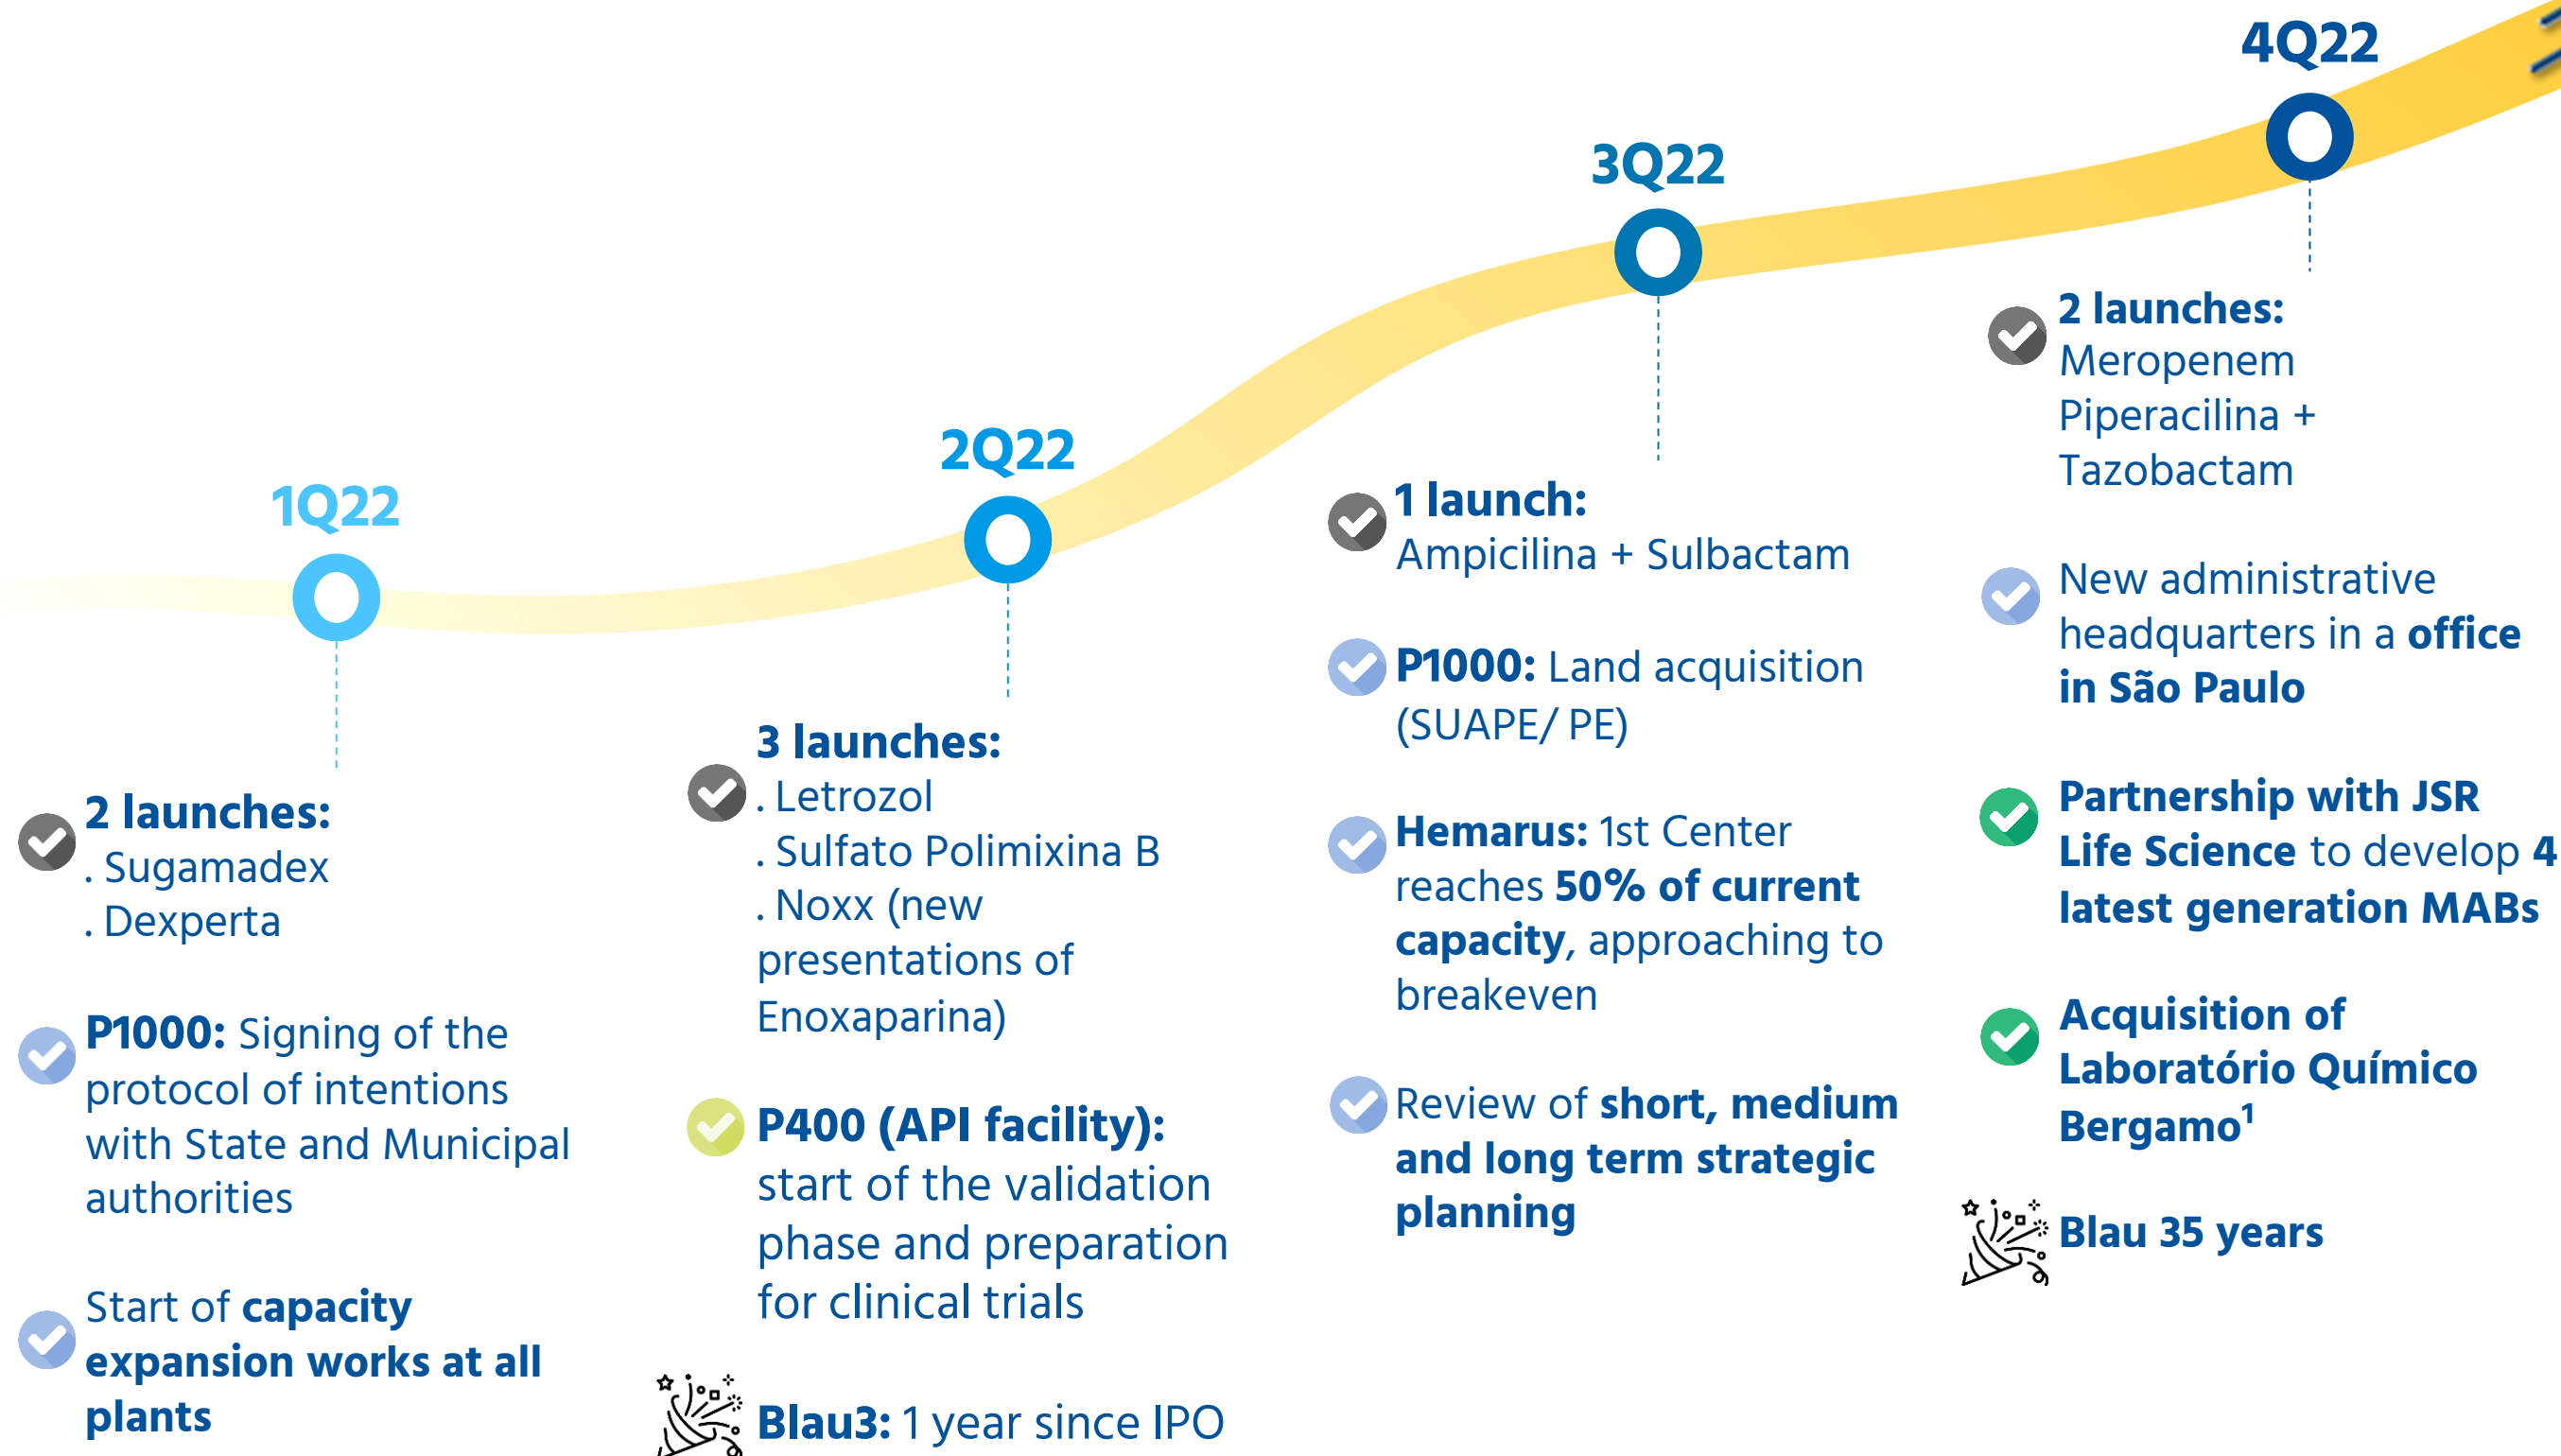 1Q22
2 launches:
. Sugamadex
. Dexperta
P1000: Signing of the
protocol of intentions
with State and Municipal
authorities
Start of capacity
expansion works at all
plants
2Q22
3 launches:
. Letrozol
. Sulfato Polimixina B
. Noxx (new
presentations of
Enoxaparina)
P400 (API facility):
start of the validation
phase and preparation
for clinical trials
Blau3: 1 year since IPO
3Q22
1 launch:
Ampicilina + Sulbactam
P1000: Land acquisition
(SUAPE/ PE)
Hemarus: 1st Center
reaches 50% of current
capacity, approaching to
breakeven
Review of short, medium
and long term strategic
planning
4Q22
2 launches:
Meropenem
Piperacilina +
Tazobactam
New administrative
headquarters in a office
in São Paulo
Partnership with JSR
Life Science to develop 4
latest generation MABs
Acquisition of
Laboratório Químico
Bergamo¹
Blau 35 years